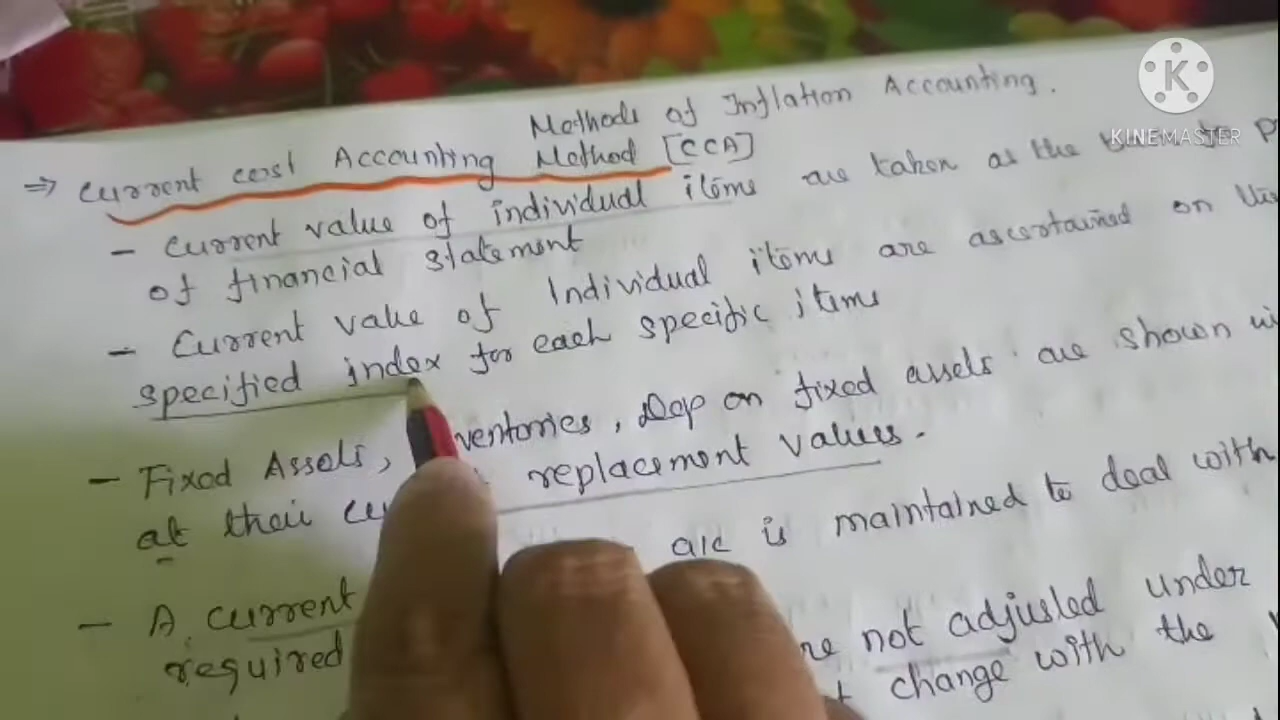 Methods of Inflation Accounting.
⇒ Current cost Accounting Method [CCA]
- Current value of individual items are taken as the
of financial statement
- Current value of Individual items are ascertained on
specified index for each specific items
- Fixed Assets, ventories, Dep on fixed assets are shown
at their replacement values.
- A current a/c is maintained to deal with
required not adjusted under
change with the
K
KINEMASTER